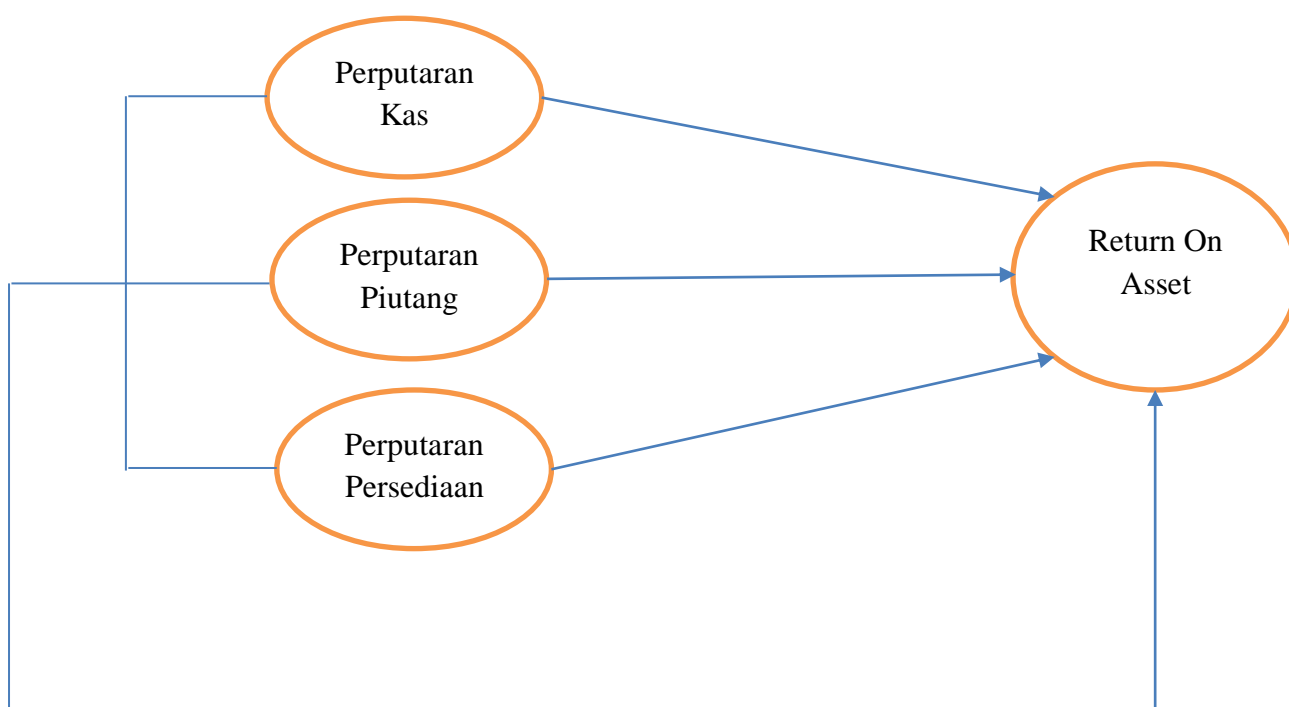 Perputaran
Kas
Perputaran
Piutang
Perputaran
Persediaan
Return On
Asset